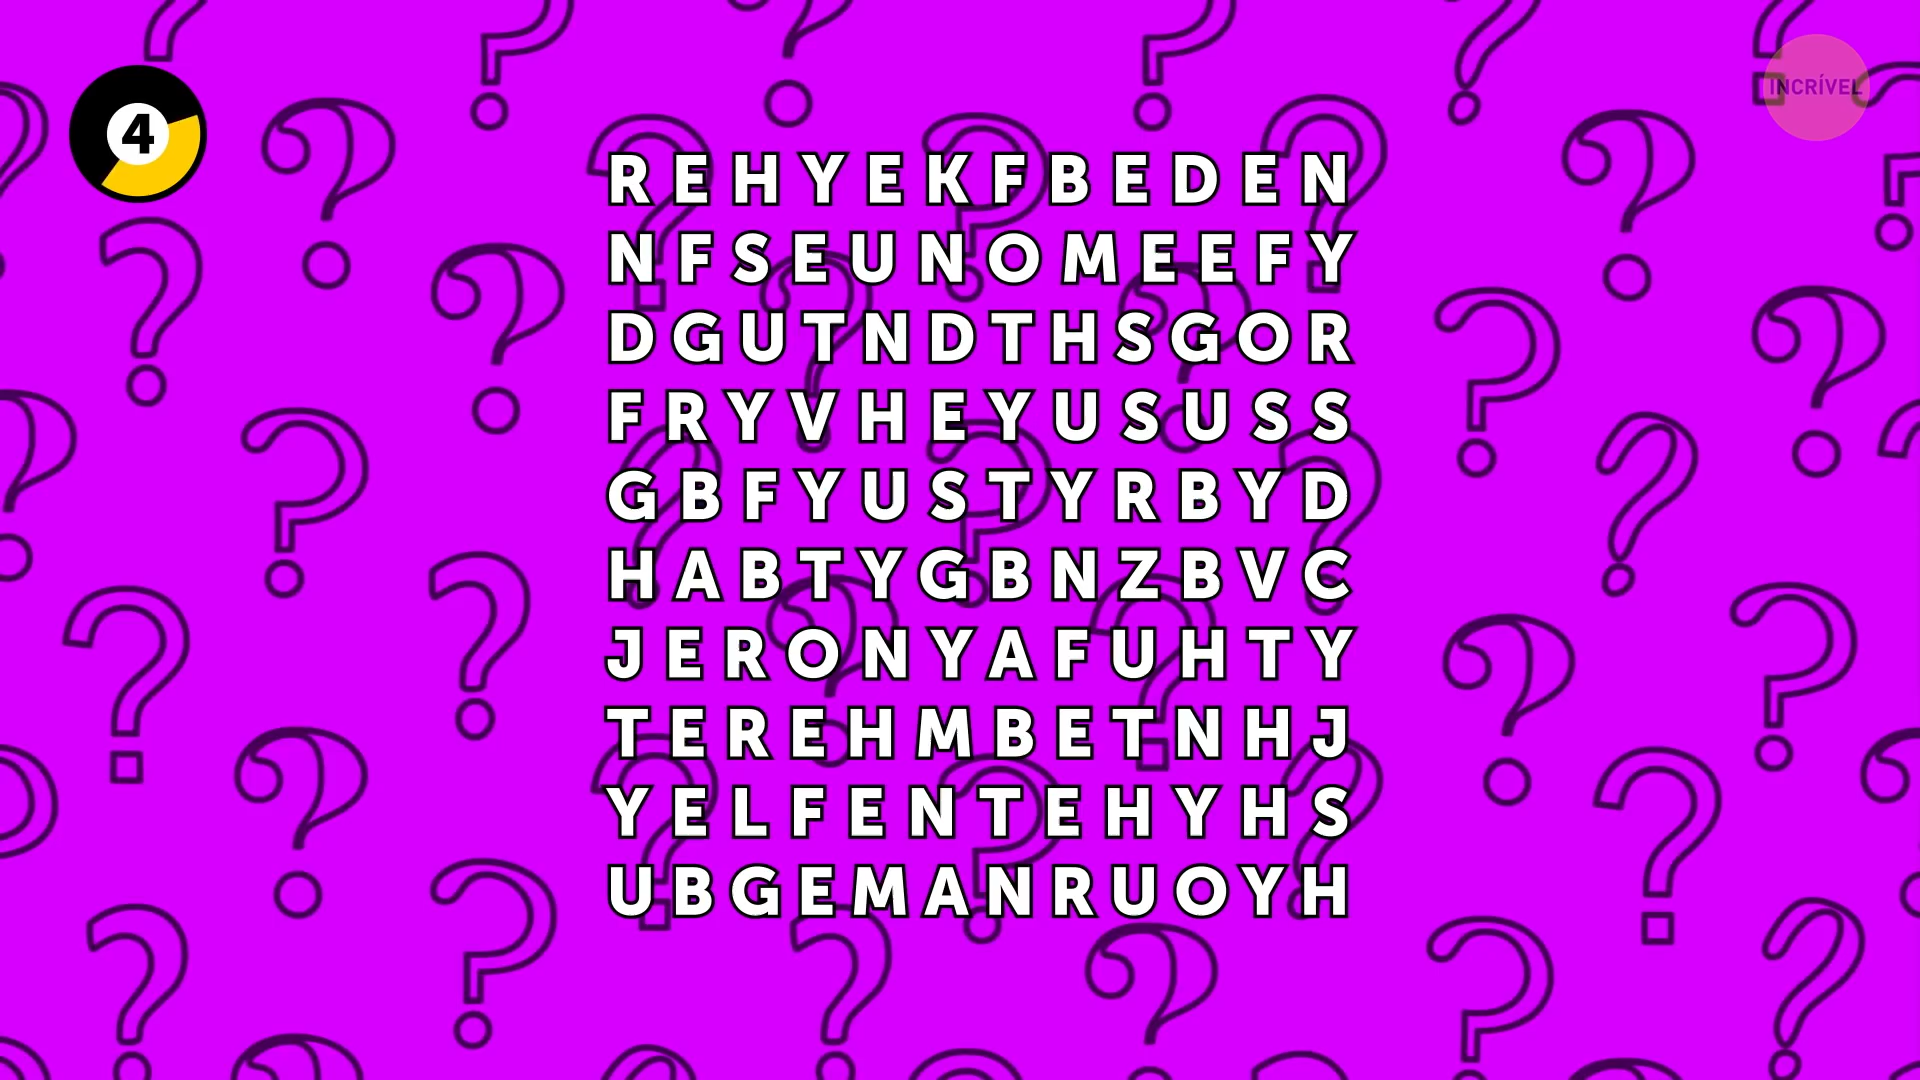 4
INCRÍVEL
R E H Y E K F B E D E N
N F S E U N O M E E F Y
D G U T N D T H S G O R
F R Y V H E Y U S U S S
G B F Y U S T Y R B Y D
H A B T Y G B N Z B V C
J E R O N Y A F U H T Y
T E R E H M B E T N H J
Y E L F E N T E H Y H S
U B G E M A N R U O Y H